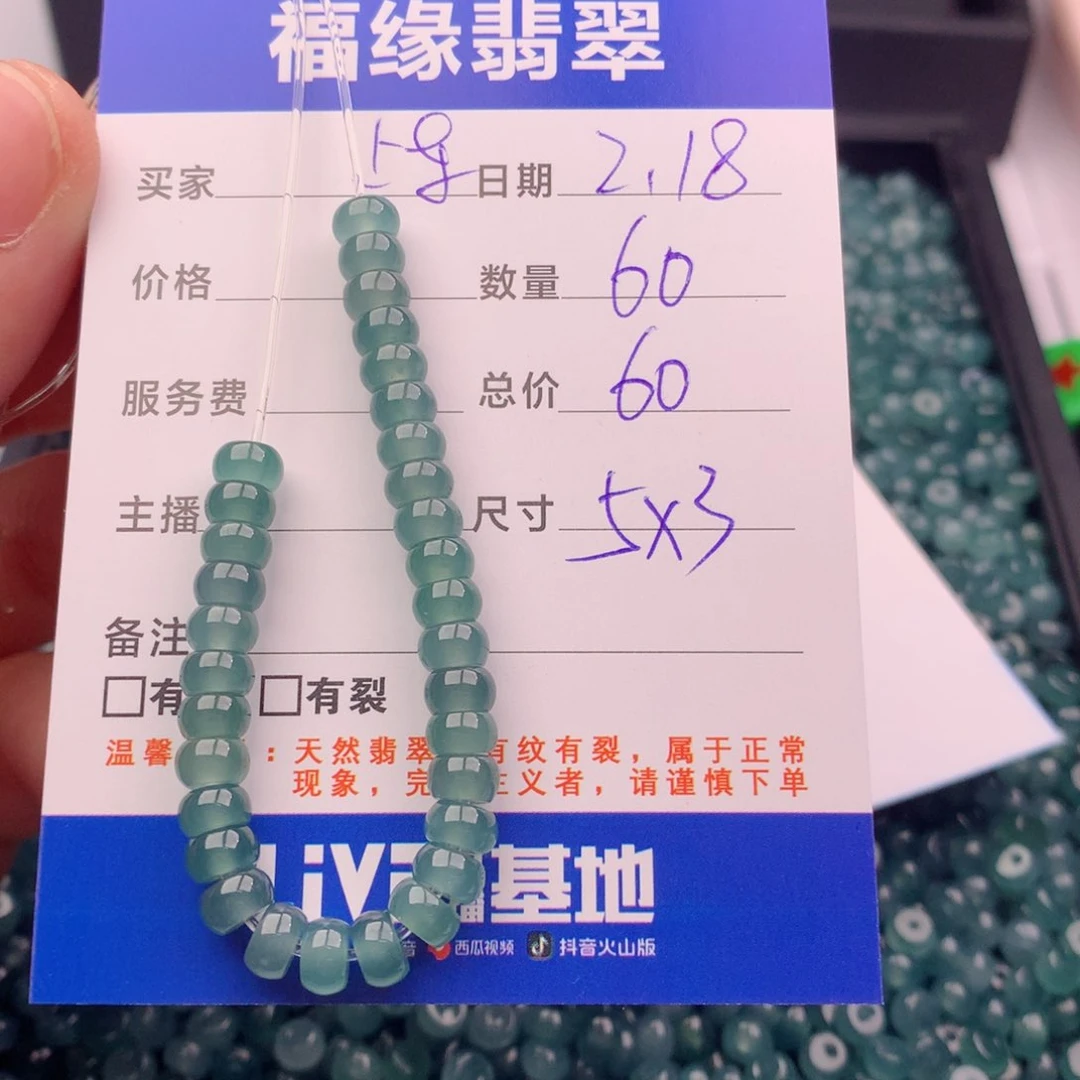 福缘翡翠
买家 日期 2.18
价格 数量 60
服务费 总价 60
主播 尺寸 5x3
备注
□有 □有裂
温馨 ：天然翡翠 有纹有裂，属于正常
现象，完 主义者，请谨慎下单
基地
音 西瓜视频 抖音火山版